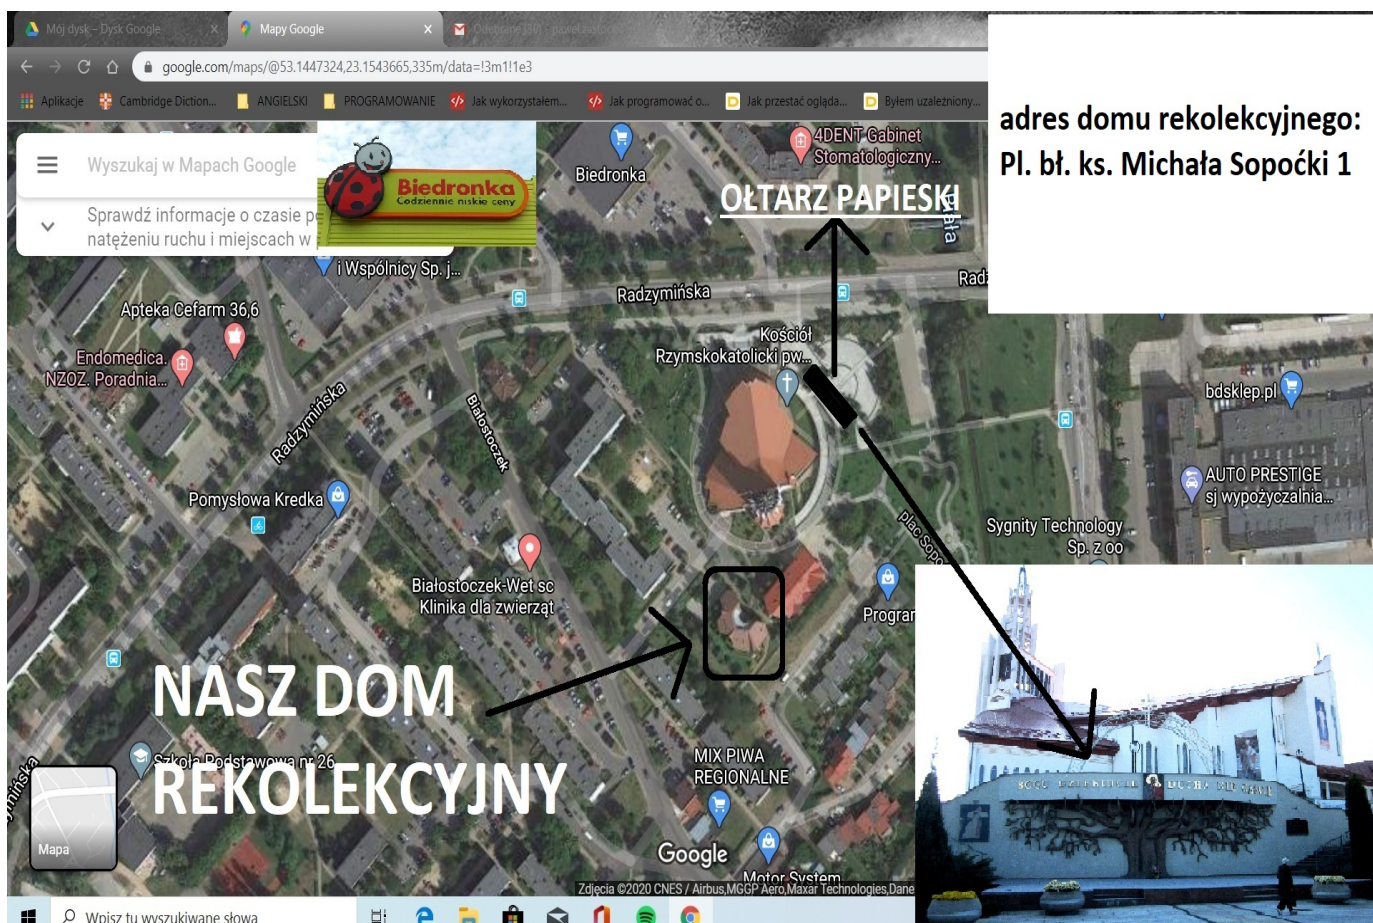 Mój dysk – Dysk Google
Mapy Google
google.com/maps/@53.1447324,23.1543665,335m/data=!3m1!1e3
Aplikacje
Cambridge Diction...
ANGIELSKI
PROGRAMOWANIE
Jak wykorzystałem...
Jak programować o...
Jak przestać ogląda...
Byłem uzależniony...
adres domu rekolekcyjnego:
Pl. bł. ks. Michała Sopoćki 1
Wyszukaj w Mapach Google
Sprawdź informacje o czasie
natężeniu ruchu i miejscach w
Biedronka
Codziennie niskie ceny
Biedronka
4DENT Gabinet
Stomatologiczny...
OŁTARZ PAPIESKI
Biała
i Wspólnicy Sp. j...
Radzymińska
Apteka Cefarm 36,6
Endomedica.
NZOZ. Poradnia...
Kościół
Rzymskokatolicki pw...
Radzymińska
Białostoczek
bdsklep.pl
Pomysłowa Kredka
AUTO PRESTIGE
sj wypożyczalnia...
plac Sopo
Sygnity Technology
Sp. z oo
Białostoczek-Wet sc
Klinika dla zwierząt
Progra
NASZ DOM
REKOLEKCYJNY
Szkoła Podstawowa nr 26
MIX PIWA
REGIONALNE
Mapa
Google
Motor System
Zdjęcia ©2020 CNES / Airbus,MGGP Aero,Maxar Technologies,Dane
Wpisz tu wyszukiwane słowa